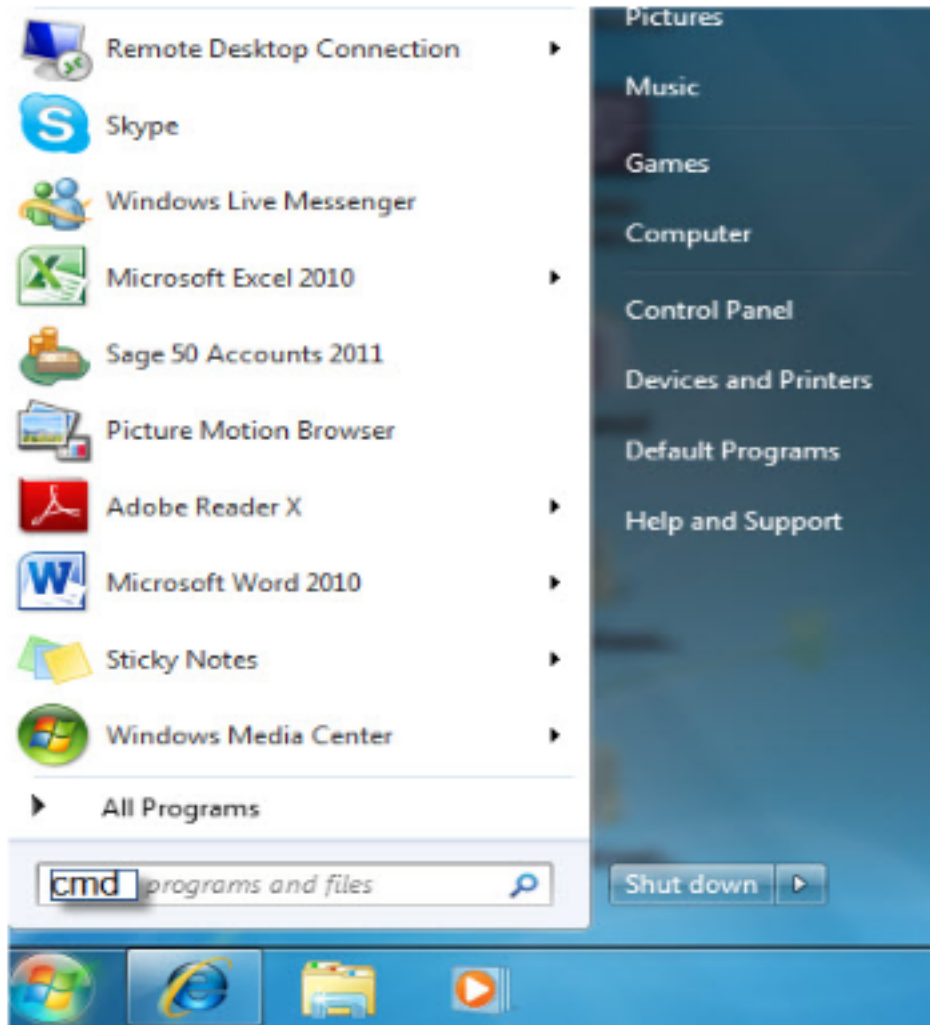 Remote Desktop Connection
Skype
Windows Live Messenger
Microsoft Excel 2010
Sage 50 Accounts 2011
Picture Motion Browser
Adobe Reader X
Microsoft Word 2010
Sticky Notes
Windows Media Center
All Programs
cmd programs and files
Pictures
Music
Games
Computer
Control Panel
Devices and Printers
Default Programs
Help and Support
Shut down